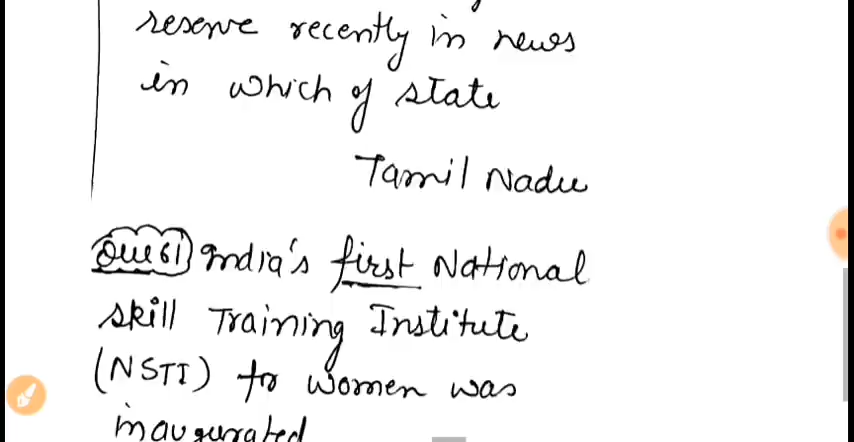 reserve recently in news
in which of state
Tamil Nadu
Que 61) India's first National
skill Training Institute
(NSTI) for women was
inaugurated